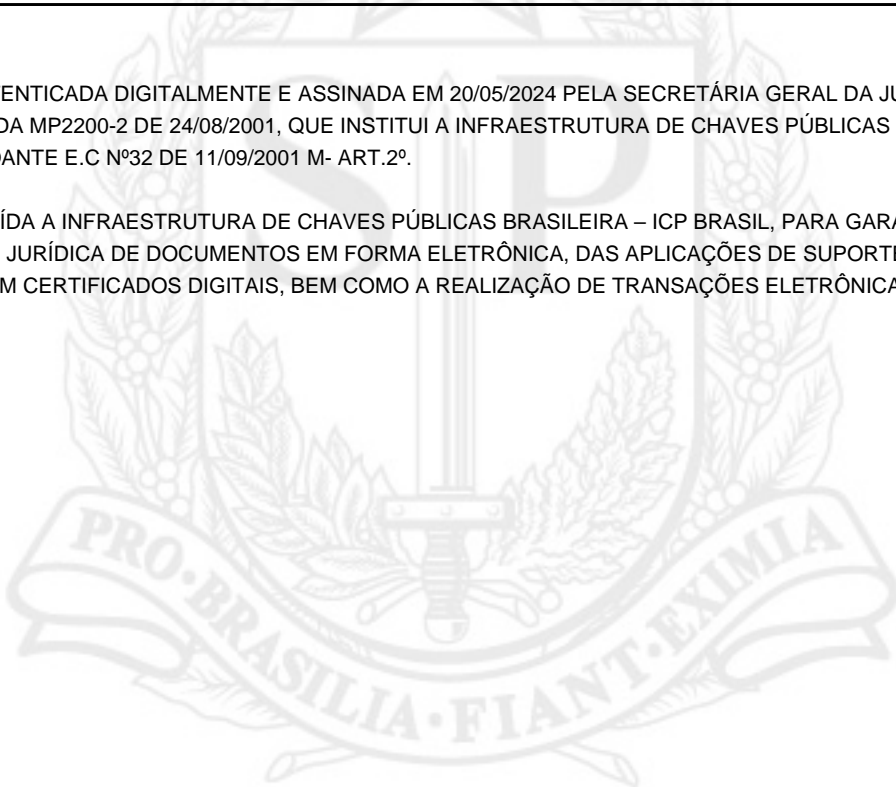 ENTICADA DIGITALMENTE E ASSINADA EM 20/05/2024 PELA SECRETÁRIA GERAL DA JU
DA MP2200-2 DE 24/08/2001, QUE INSTITUI A INFRAESTRUTURA DE CHAVES PÚBLICAS
DANTE E.C Nº32 DE 11/09/2001 M- ART.2º.
ÍDA A INFRAESTRUTURA DE CHAVES PÚBLICAS BRASILEIRA – ICP BRASIL, PARA GARA
JURÍDICA DE DOCUMENTOS EM FORMA ELETRÔNICA, DAS APLICAÇÕES DE SUPORTE
M CERTIFICADOS DIGITAIS, BEM COMO A REALIZAÇÃO DE TRANSAÇÕES ELETRÔNICA
SP
PRO·BRASILIA·FIANT·EXIMIA